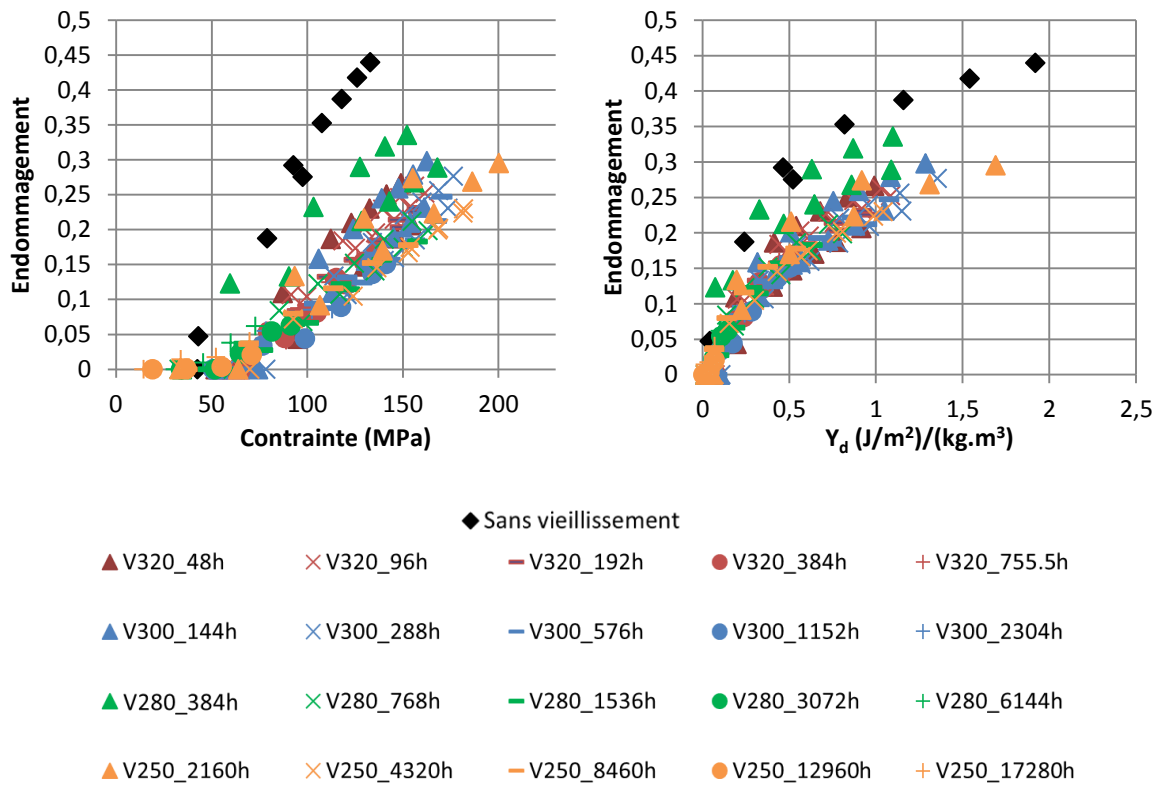 Endommagement
0,5
0,45
0,4
0,35
0,3
0,25
0,2
0,15
0,1
0,05
0
0 50 100 150 200
Contrainte (MPa)
Endommagement
0,5
0,45
0,4
0,35
0,3
0,25
0,2
0,15
0,1
0,05
0
0 0,5 1 1,5 2 2,5
Yd (J/m²)/(kg.m³)
Sans vieillissement
V320_48h V320_96h V320_192h V320_384h V320_755.5h
V300_144h V300_288h V300_576h V300_1152h V300_2304h
V280_384h V280_768h V280_1536h V280_3072h V280_6144h
V250_2160h V250_4320h V250_8460h V250_12960h V250_17280h